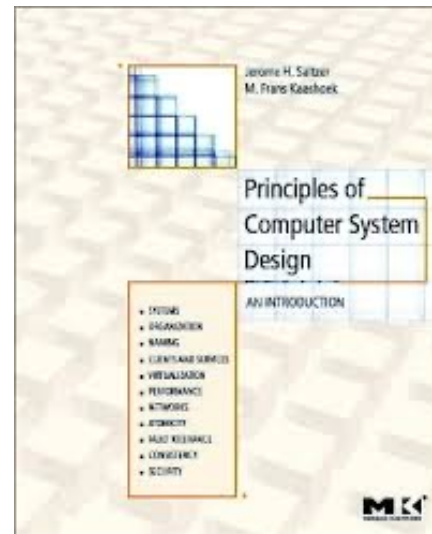 Jerome H. Saltzer
M. Frans Kaashoek
Principles of
Computer System
Design
AN INTRODUCTION
SYSTEMS
ORGANIZATION
NAMING
CLIENTS AND SERVICES
VIRTUALIZATION
PERFORMANCE
NETWORKS
ATOMICITY
FAULT TOLERANCE
CONSISTENCY
SECURITY
MK